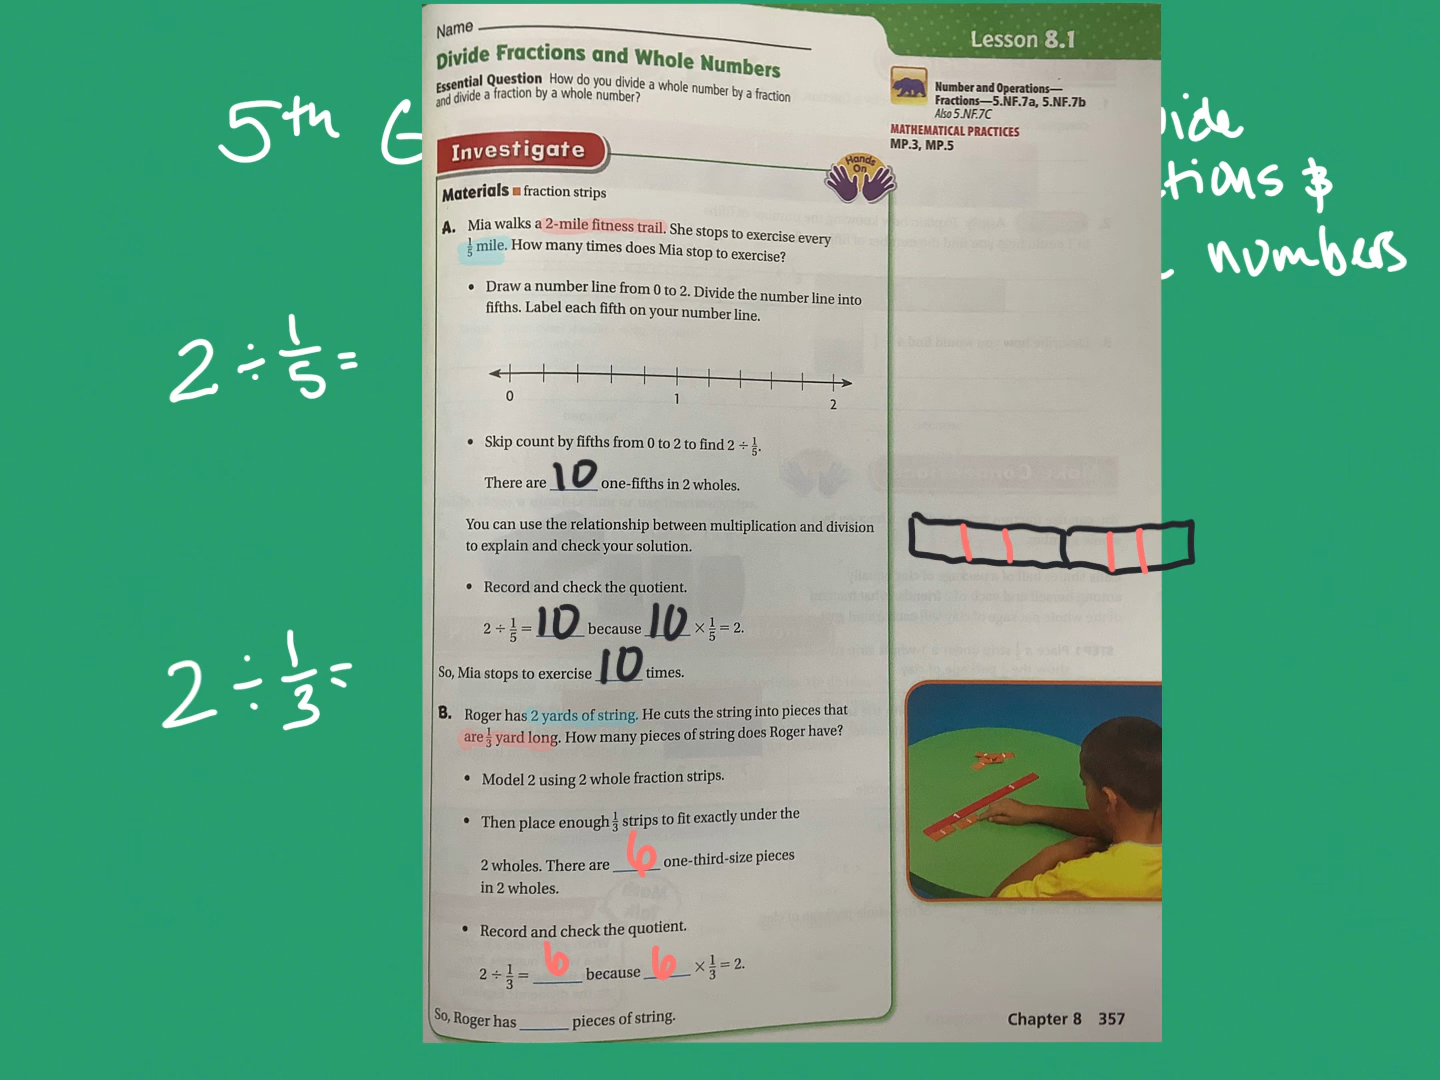 5th G
vide
tions &
numbers
2 ÷ 1/5 =
2 ÷ 1/3 =
Name
Lesson 8.1
Divide Fractions and Whole Numbers
Essential Question How do you divide a whole number by a fraction
and divide a fraction by a whole number?
Number and Operations—
Fractions—5.NF.7a, 5.NF.7b
Also 5.NF.7C
MATHEMATICAL PRACTICES
MP.3, MP.5
Investigate
Hands
On
Materials ■ fraction strips
A. Mia walks a 2-mile fitness trail. She stops to exercise every
1/5 mile. How many times does Mia stop to exercise?
• Draw a number line from 0 to 2. Divide the number line into
fifths. Label each fifth on your number line.
0 1 2
• Skip count by fifths from 0 to 2 to find 2 ÷ 1/5.
There are 10 one-fifths in 2 wholes.
You can use the relationship between multiplication and division
to explain and check your solution.
• Record and check the quotient.
2 ÷ 1/5 = 10 because 10 × 1/5 = 2.
So, Mia stops to exercise 10 times.
B. Roger has 2 yards of string. He cuts the string into pieces that
are 1/3 yard long. How many pieces of string does Roger have?
• Model 2 using 2 whole fraction strips.
• Then place enough 1/3 strips to fit exactly under the
2 wholes. There are 6 one-third-size pieces
in 2 wholes.
• Record and check the quotient.
2 ÷ 1/3 = 6 because 6 × 1/3 = 2.
So, Roger has ____ pieces of string.
Chapter 8 357